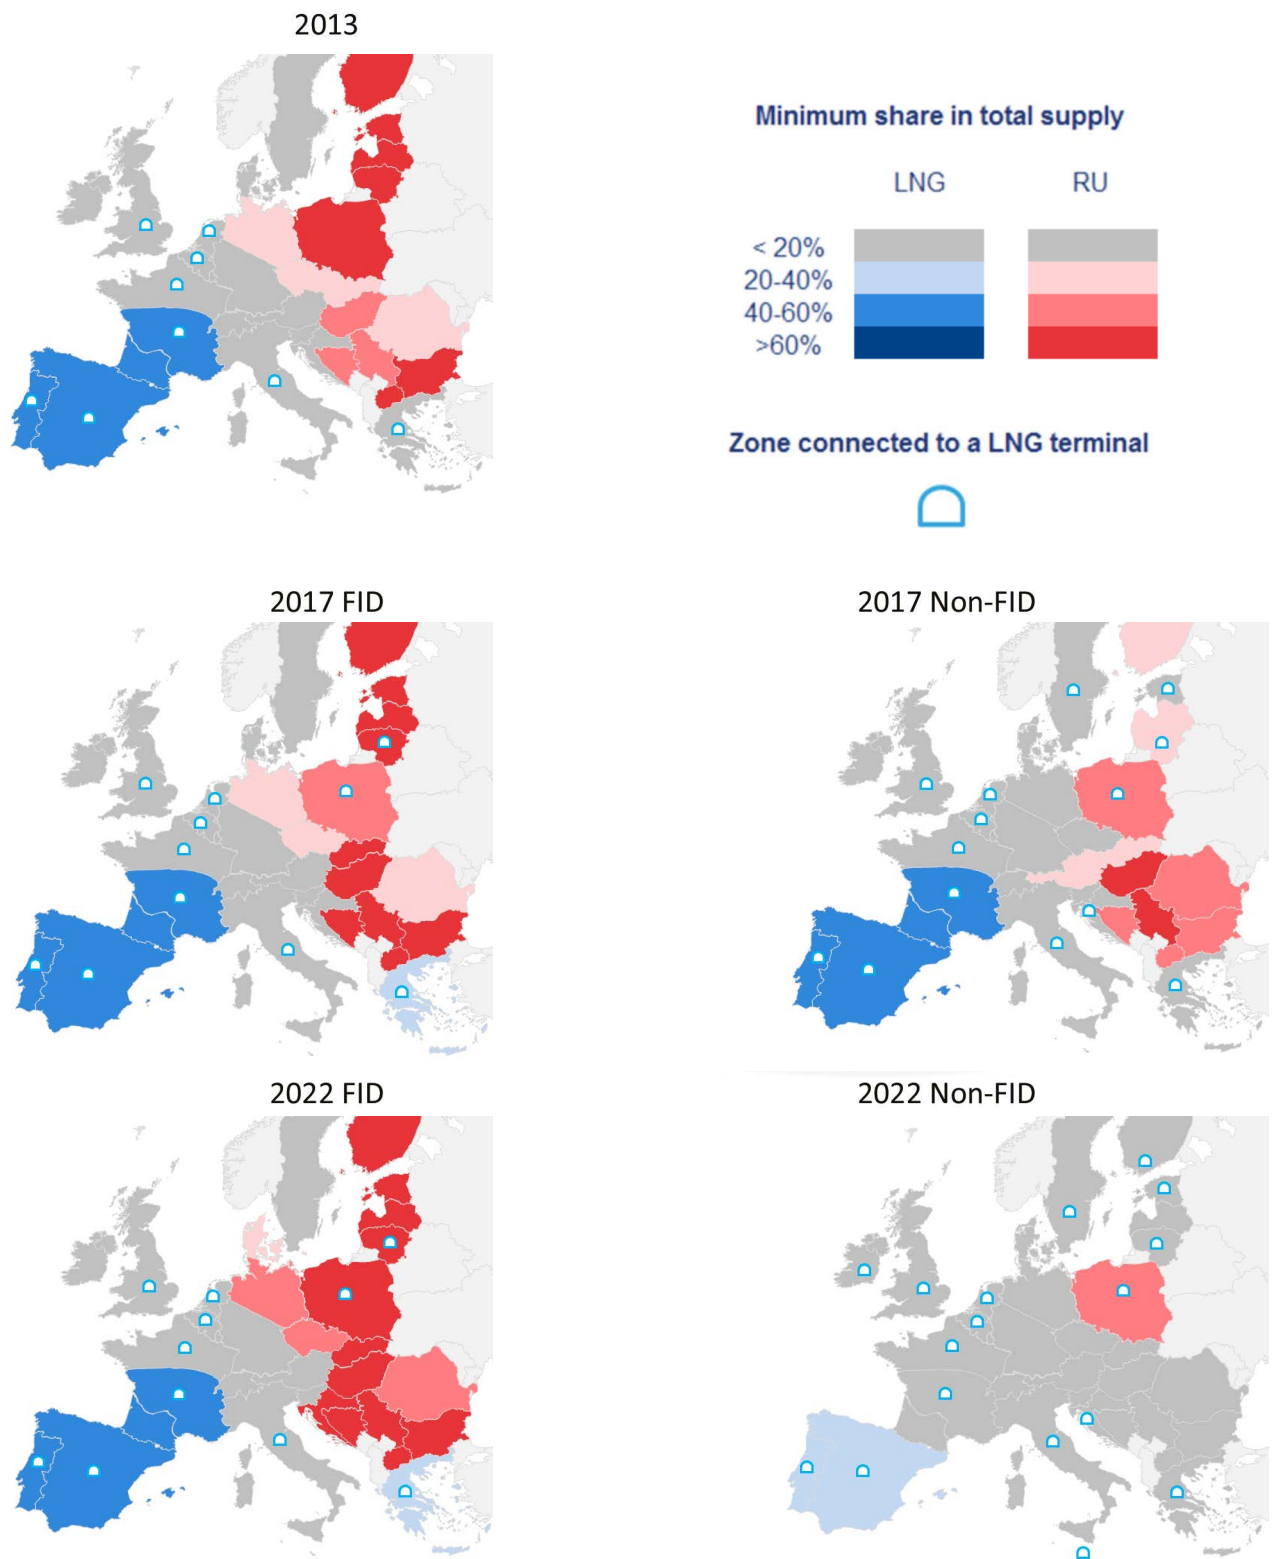 2013
Minimum share in total supply
LNG RU
< 20%
20-40%
40-60%
>60%
Zone connected to a LNG terminal
2017 FID
2017 Non-FID
2022 FID
2022 Non-FID